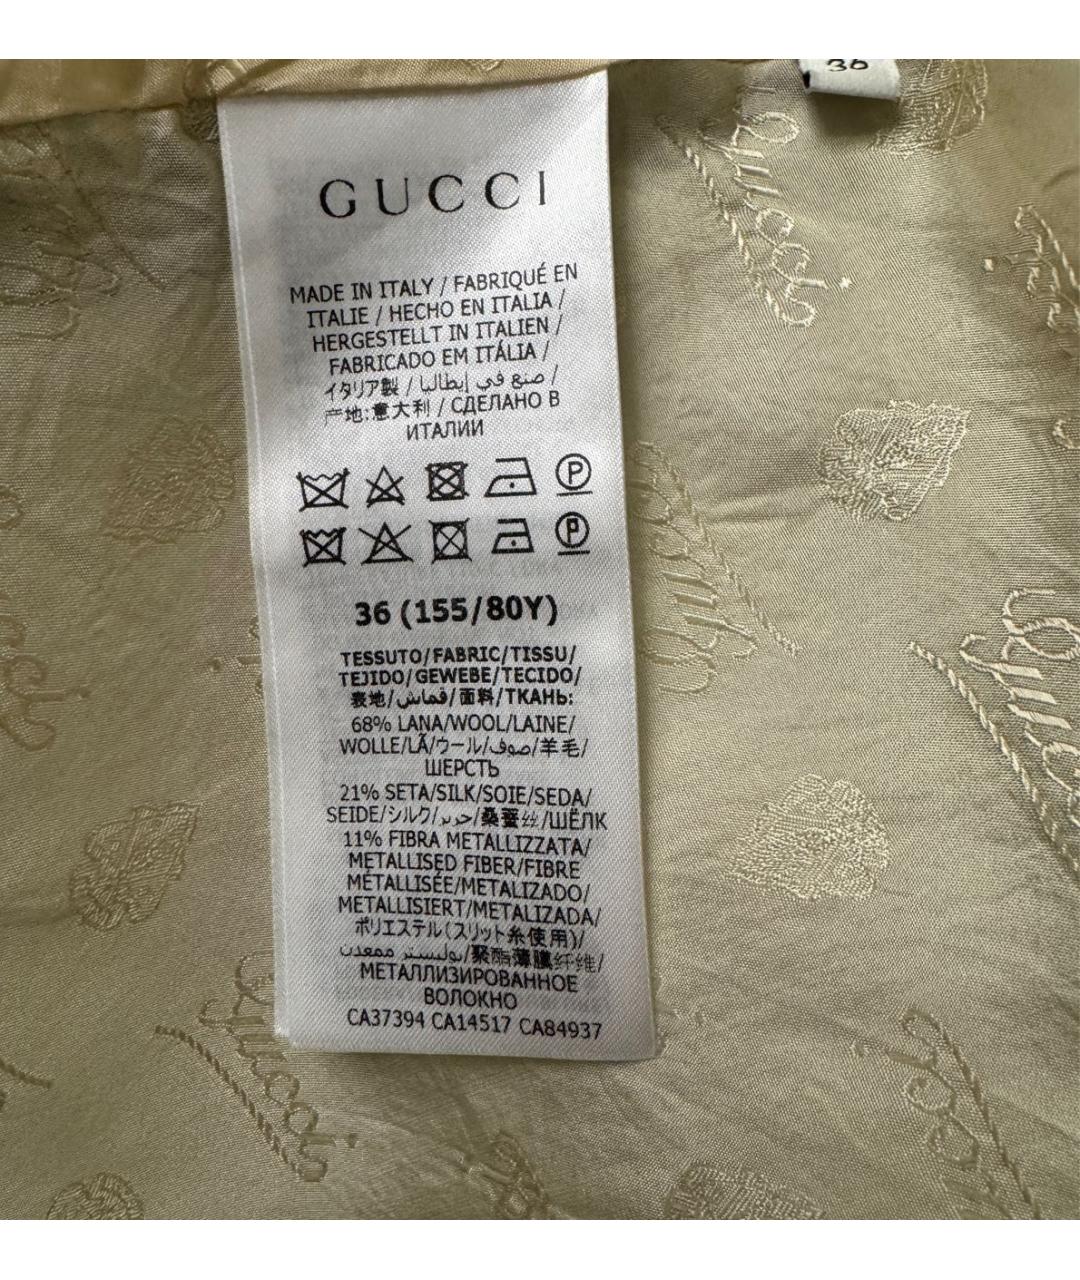 36
GUCCI
MADE IN ITALY / FABRIQUÉ EN
ITALIE / HECHO EN ITALIA /
HERGESTELLT IN ITALIEN /
FABRICADO EM ITÁLIA /
イタリア製 / صنع في إيطاليا /
产地:意大利 / СДЕЛАНО В
ИТАЛИИ
P
P
36 (155/80Y)
TESSUTO/FABRIC/TISSU/
TEJIDO/GEWEBE/TECIDO/
表地/قماش/面料/ТКАНЬ:
68% LANA/WOOL/LAINE/
WOLLE/LÃ/ウール/صوف/羊毛/
ШЕРСТЬ
21% SETA/SILK/SOIE/SEDA/
SEIDE/シルク/حرير/桑蚕丝/ШЁЛК
11% FIBRA METALLIZZATA/
METALLISED FIBER/FIBRE
MÉTALLISÉE/METALIZADO/
METALLISIERT/METALIZADA/
ポリエステル(スリット糸使用)/
بوليستر ممعدن/聚酯薄膜纤维/
МЕТАЛЛИЗИРОВАННОЕ
ВОЛОКНО
CA37394 CA14517 CA84937